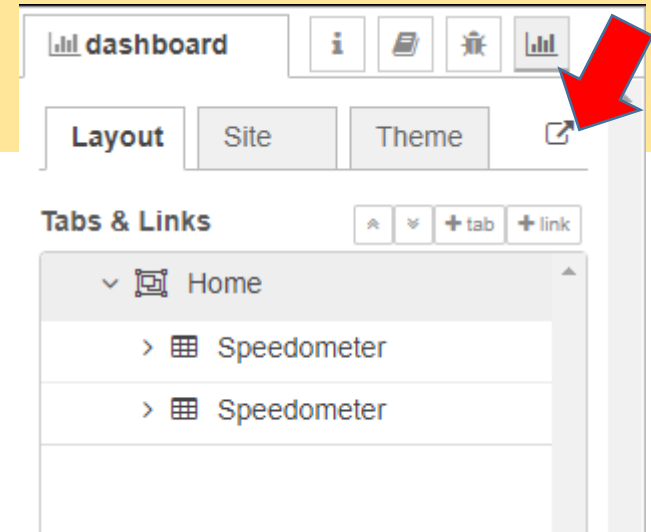 dashboard
Layout Site Theme
Tabs & Links + tab + link
Home
Speedometer
Speedometer